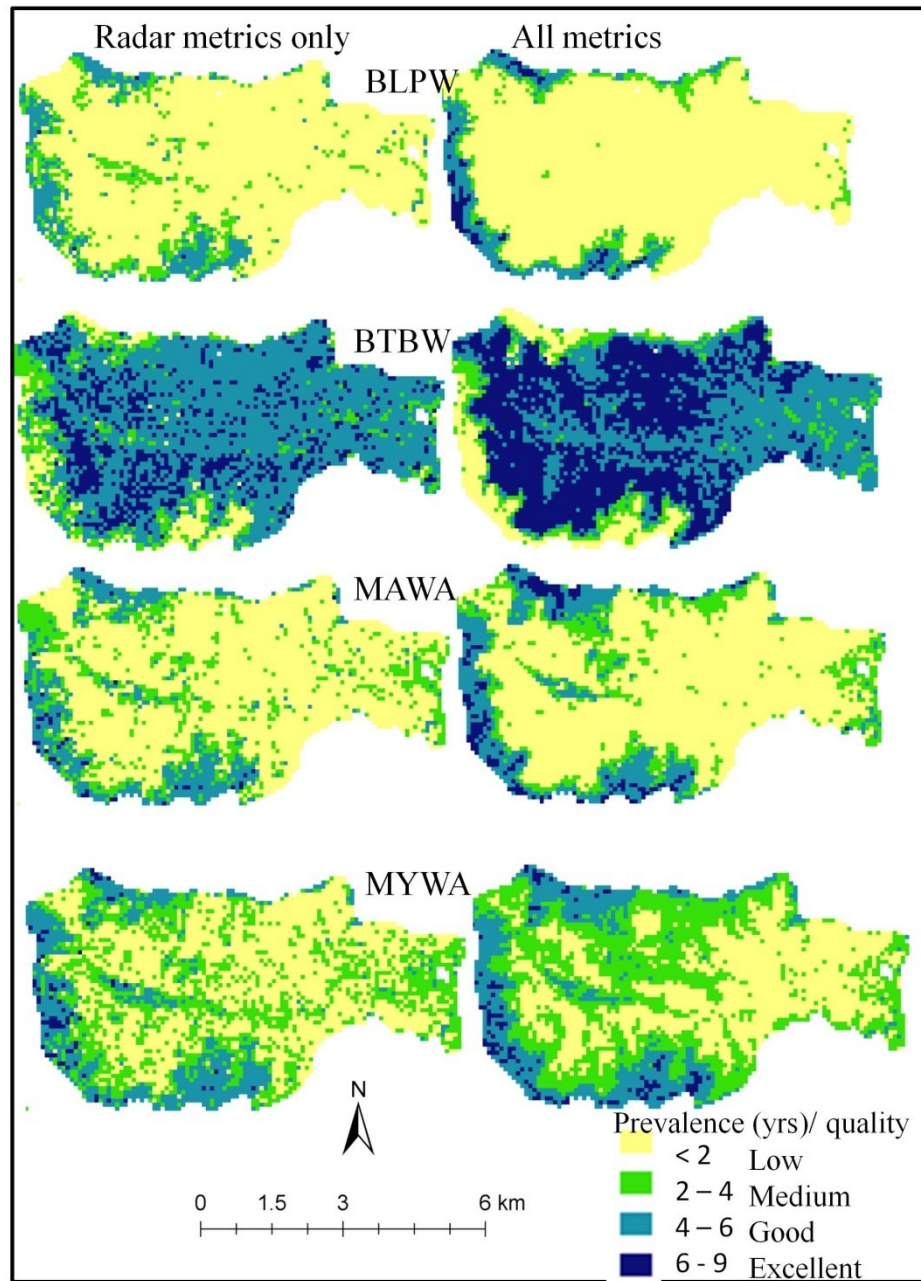 Radar metrics only
All metrics
BLPW
BTBW
MAWA
MYWA
N
0 1.5 3 6 km
Prevalence (yrs)/ quality
< 2 Low
2 – 4 Medium
4 – 6 Good
6 - 9 Excellent